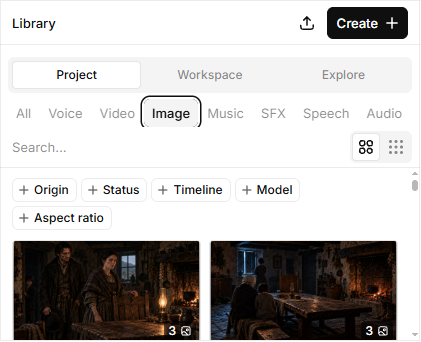 Library
Create
Project Workspace Explore
All Voice Video Image Music SFX Speech Audio
Search...
Origin Status Timeline Model
Aspect ratio
3 3